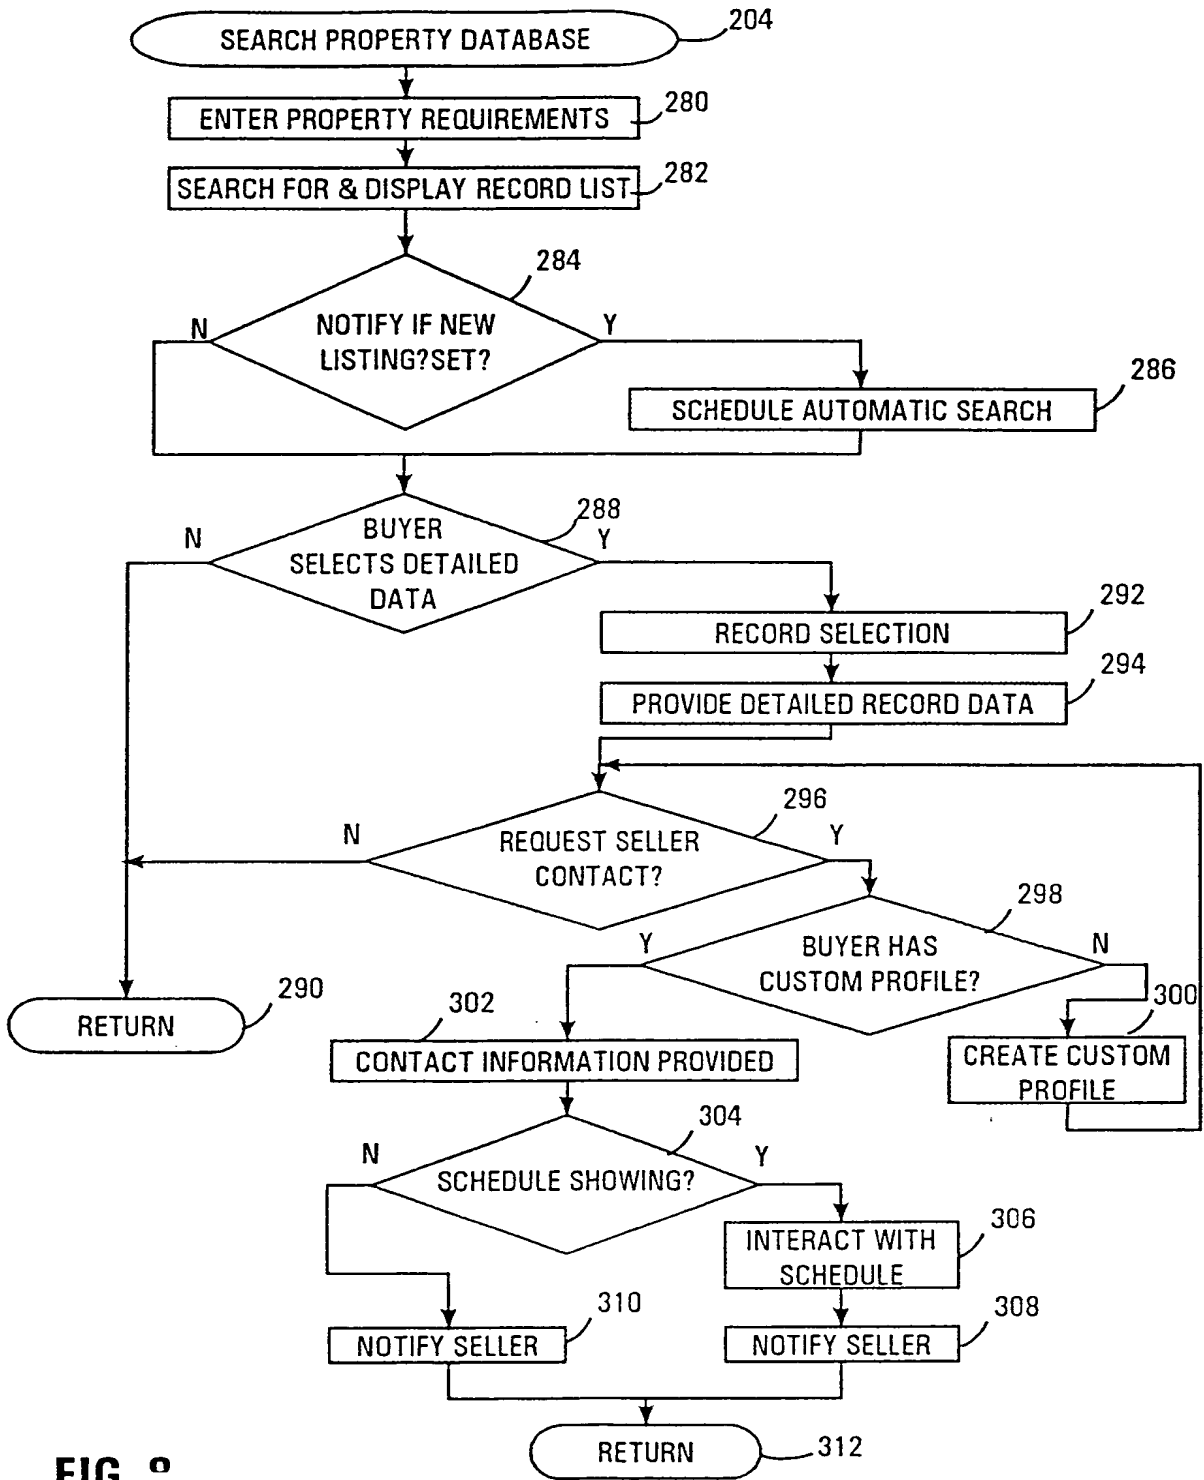 SEARCH PROPERTY DATABASE
204
ENTER PROPERTY REQUIREMENTS
280
SEARCH FOR & DISPLAY RECORD LIST
282
284
N
NOTIFY IF NEW
LISTING?SET?
Y
286
SCHEDULE AUTOMATIC SEARCH
288
N
BUYER
SELECTS DETAILED
DATA
Y
292
RECORD SELECTION
294
PROVIDE DETAILED RECORD DATA
296
N
REQUEST SELLER
CONTACT?
Y
298
Y
BUYER HAS
CUSTOM PROFILE?
N
290
RETURN
302
CONTACT INFORMATION PROVIDED
300
CREATE CUSTOM
PROFILE
304
N
SCHEDULE SHOWING?
Y
306
INTERACT WITH
SCHEDULE
310
NOTIFY SELLER
308
NOTIFY SELLER
RETURN
312
FIG.